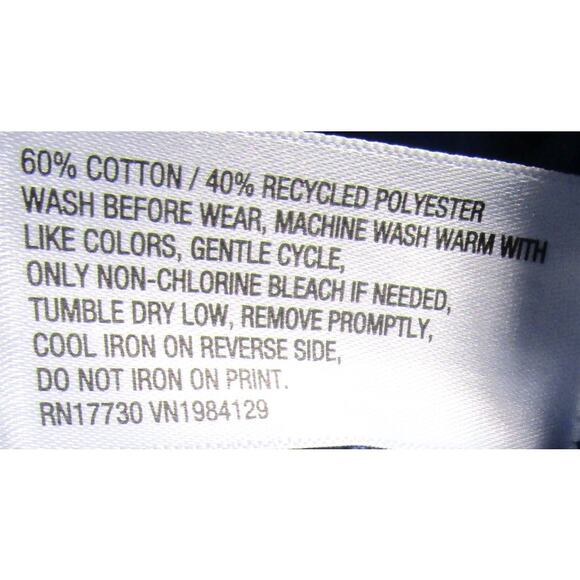 60% COTTON / 40% RECYCLED POLYESTER
WASH BEFORE WEAR, MACHINE WASH WARM WITH
LIKE COLORS, GENTLE CYCLE,
ONLY NON-CHLORINE BLEACH IF NEEDED,
TUMBLE DRY LOW, REMOVE PROMPTLY,
COOL IRON ON REVERSE SIDE,
DO NOT IRON ON PRINT.
RN17730 VN1984129